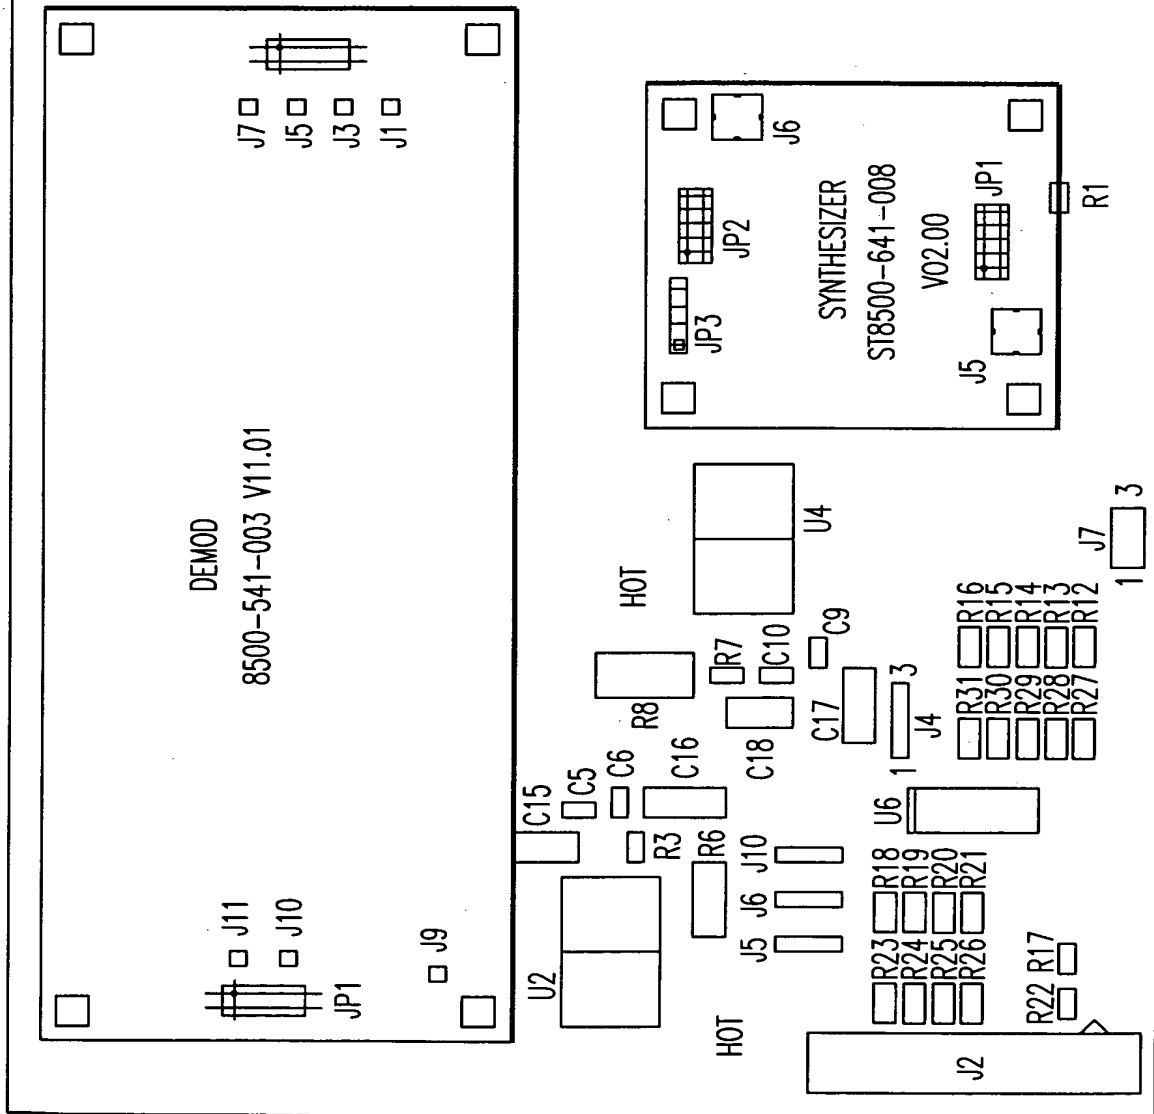 J7
J5
J3
J1
DEMOD
8500-541-003 V11.01
J11
J10
J9
JP1
J6
JP2
JP3
SYNTHESIZER
ST8500-641-008
V02.00
JP1
J5
R1
HOT
U4
R8
R7
C10
C9
C18
C17
1
J4
3
C15
C5
C6
C16
R3
R6
U2
HOT
J10
J6
J5
1
J7
3
R16
R15
R14
R13
R12
R31
R30
R29
R28
R27
U6
R18
R19
R20
R21
R23
R24
R25
R26
R17
R22
J2